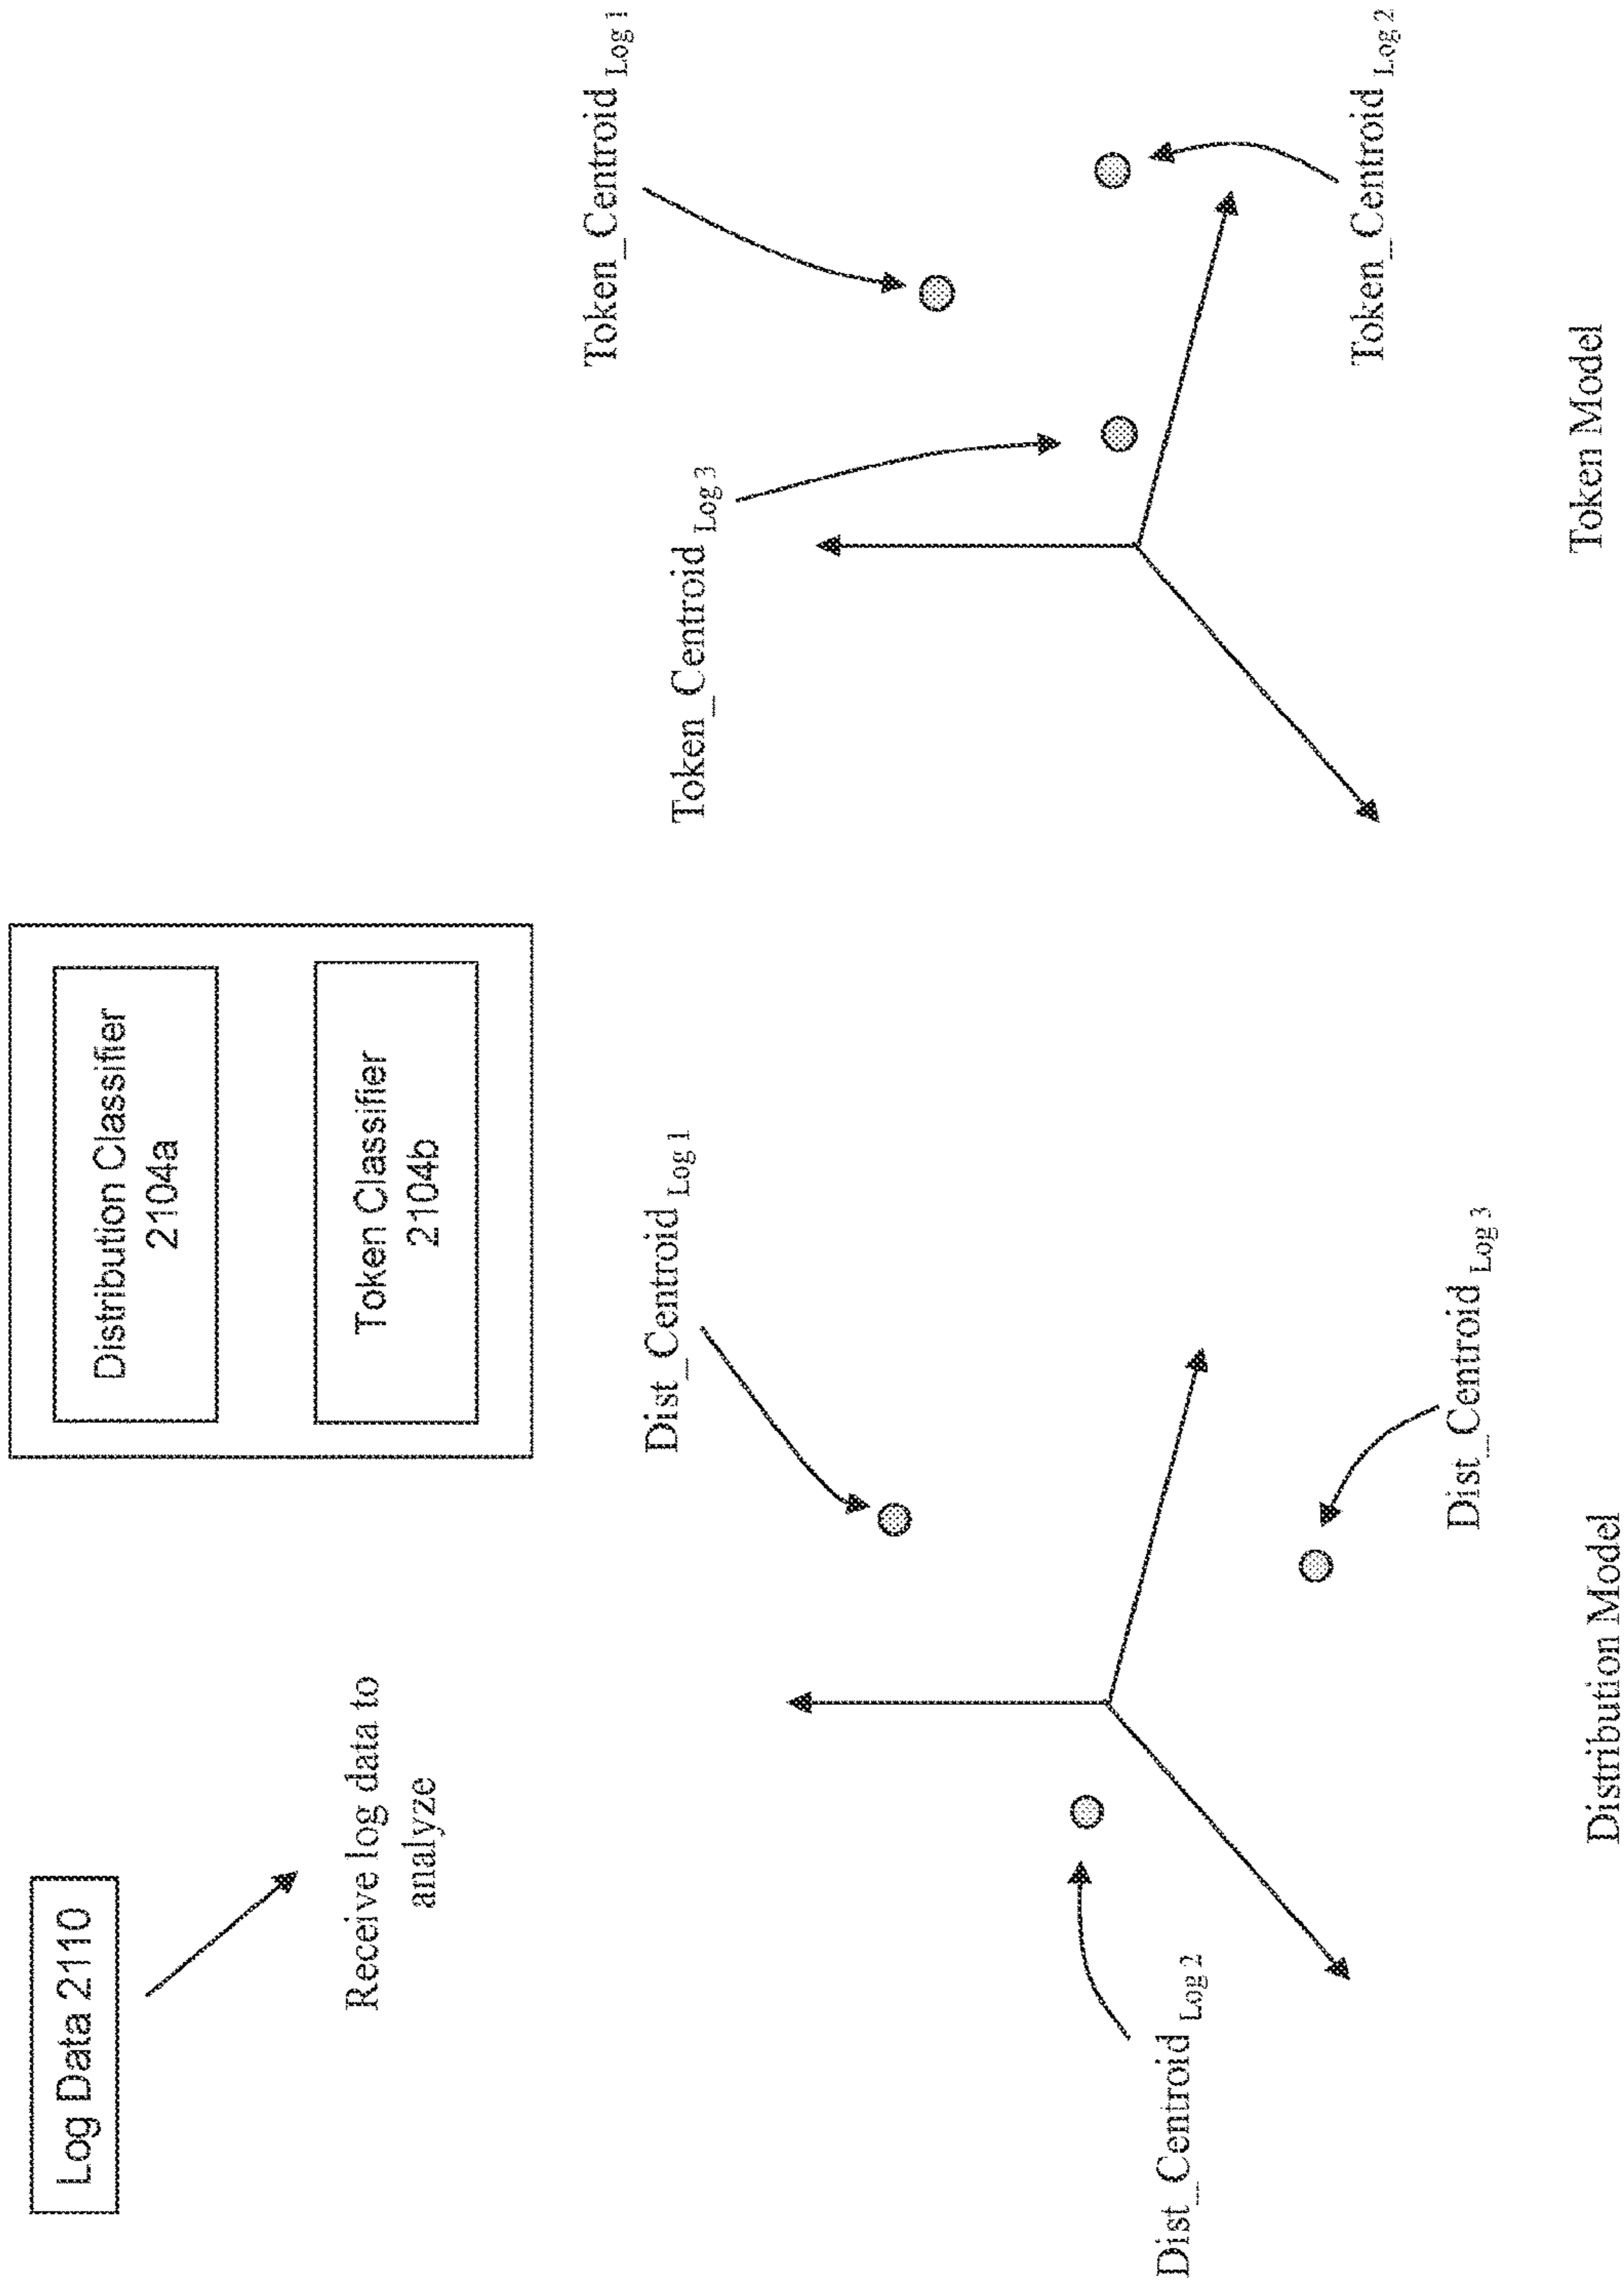 Log Data 2110
Receive log data to
analyze
Distribution Classifier
2104a
Token Classifier
2104b
Dist_Centroid Log 1
Dist_Centroid Log 2
Dist_Centroid Log 3
Distribution Model
Token_Centroid Log 1
Token_Centroid Log 3
Token_Centroid Log 2
Token Model